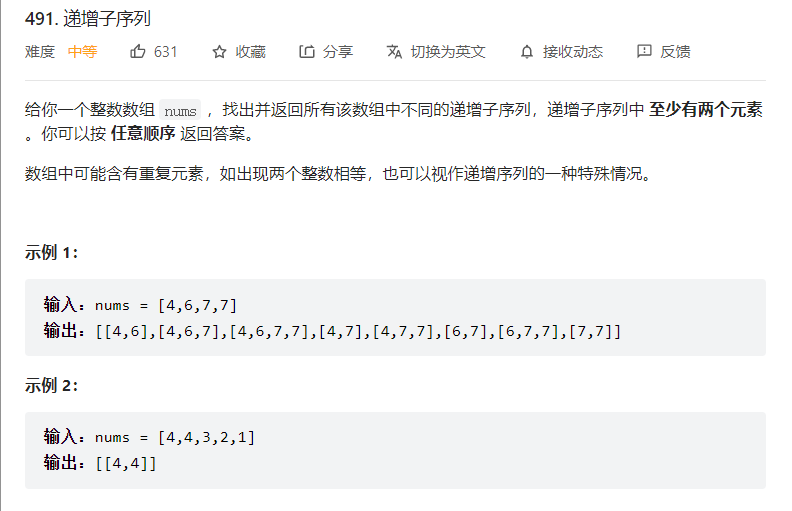 491. 递增子序列
难度 中等 631 收藏 分享 切换为英文 接收动态 反馈
给你一个整数数组 nums ，找出并返回所有该数组中不同的递增子序列，递增子序列中 至少有两个元素
。你可以按 任意顺序 返回答案。
数组中可能含有重复元素，如出现两个整数相等，也可以视作递增序列的一种特殊情况。
示例 1：
输入：nums = [4,6,7,7]
输出：[[4,6],[4,6,7],[4,6,7,7],[4,7],[4,7,7],[6,7],[6,7,7],[7,7]]
示例 2：
输入：nums = [4,4,3,2,1]
输出：[[4,4]]